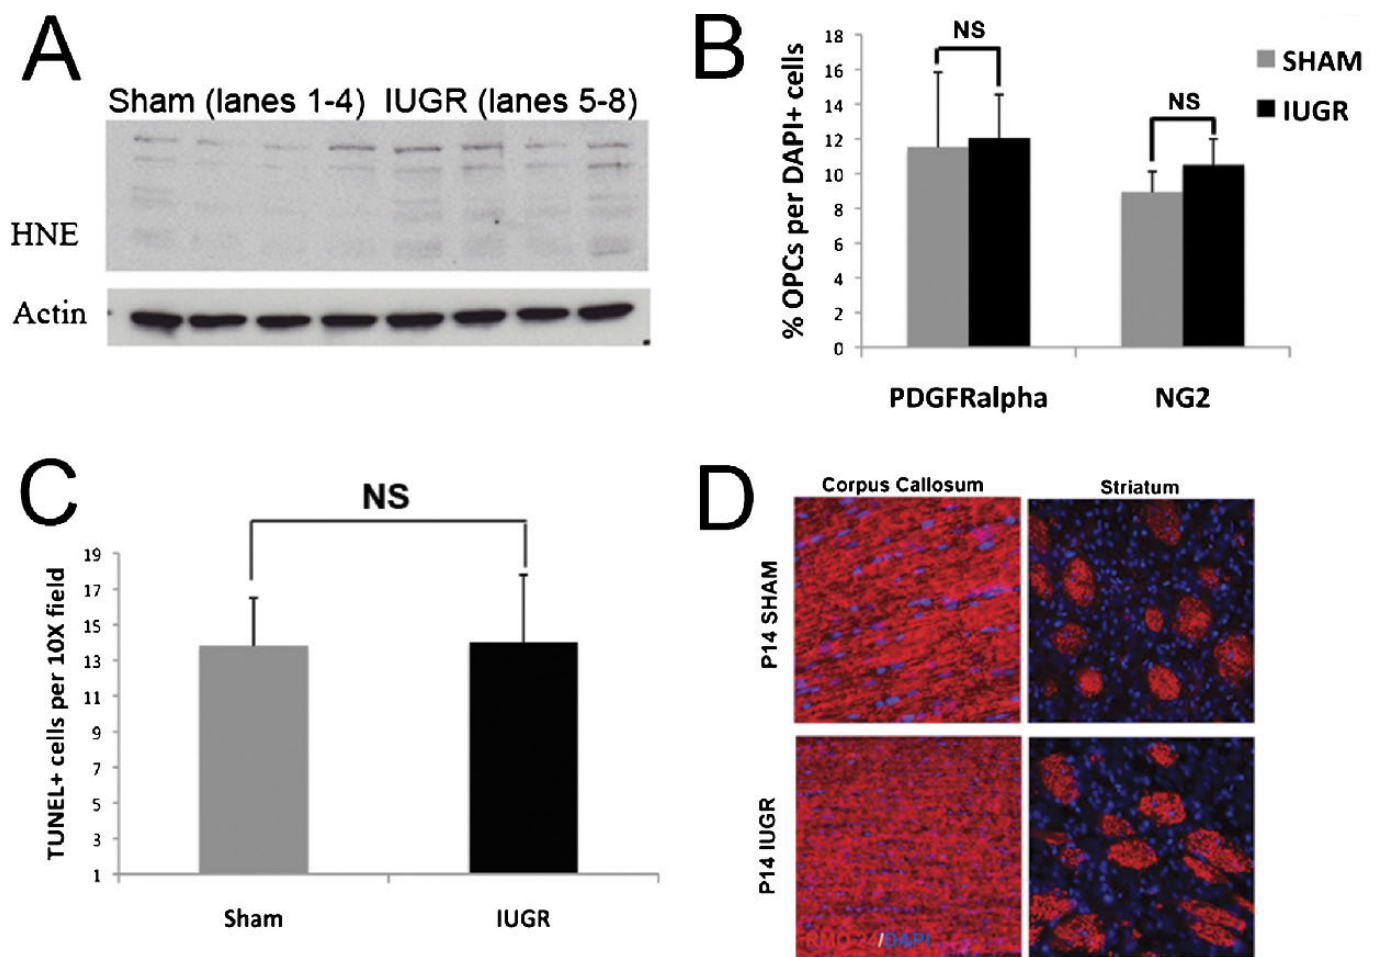 A
Sham (lanes 1-4) IUGR (lanes 5-8)
HNE
Actin
B
% OPCs per DAPI+ cells
18
16
14
12
10
8
6
4
2
0
NS
NS
SHAM
IUGR
PDGFRalpha
NG2
C
TUNEL+ cells per 10X field
19
17
15
13
11
9
7
5
3
1
NS
Sham
IUGR
D
Corpus Callosum
Striatum
P14 SHAM
P14 IUGR
/DAPI